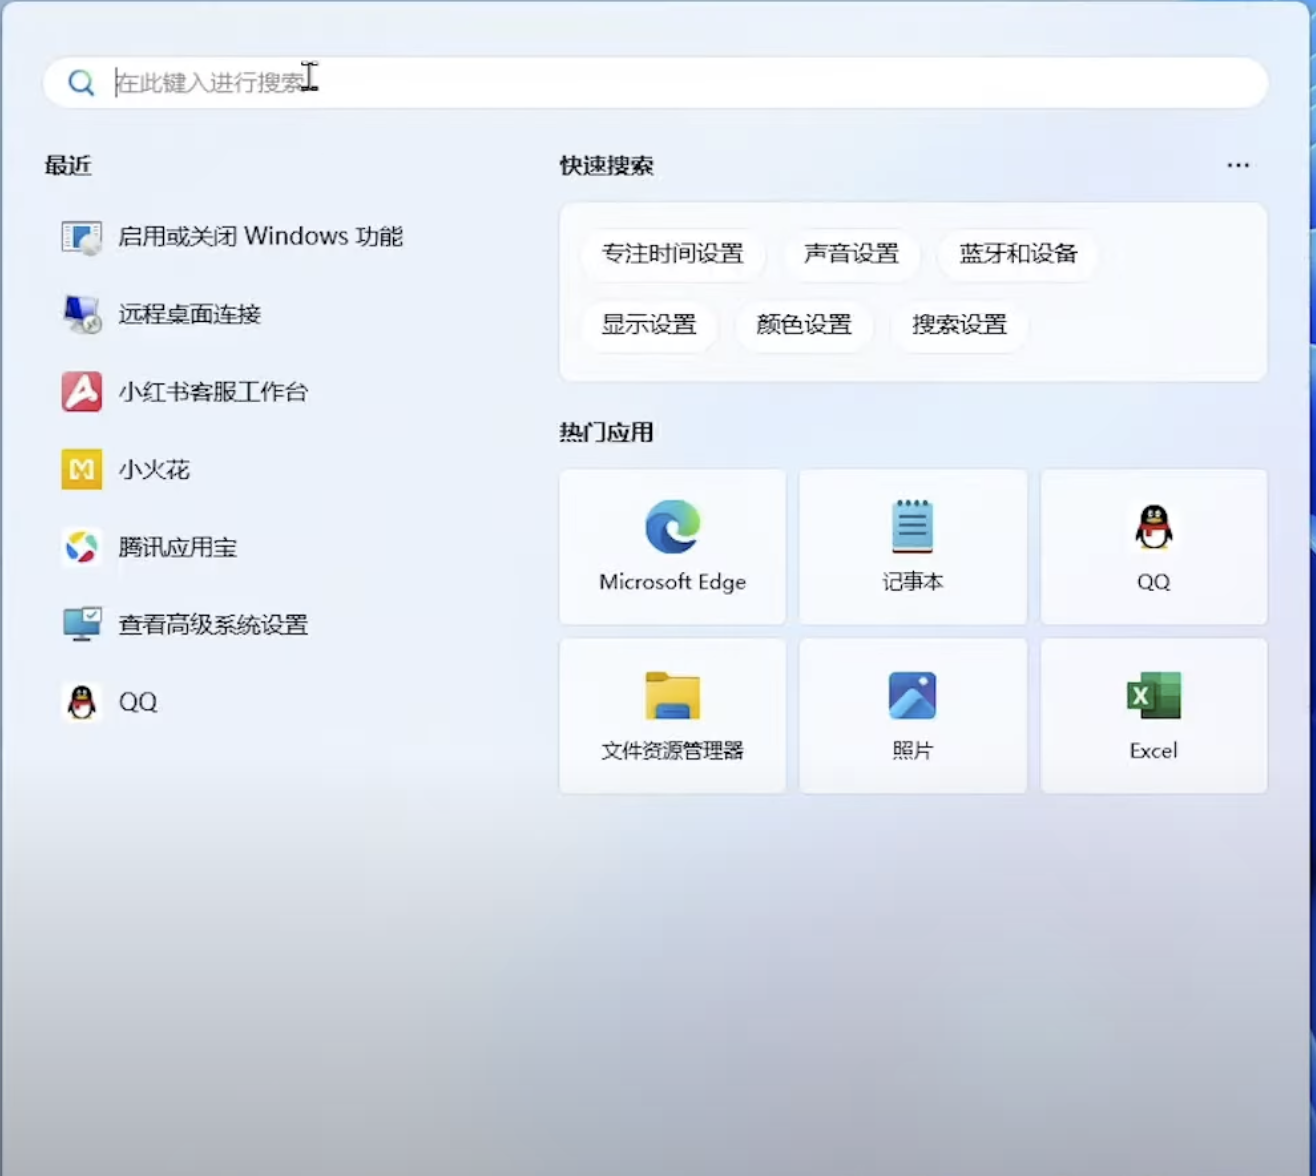 在此键入进行搜索
最近
启用或关闭 Windows 功能
远程桌面连接
小红书客服工作台
小火花
腾讯应用宝
查看高级系统设置
QQ
快速搜索
专注时间设置 声音设置 蓝牙和设备
显示设置 颜色设置 搜索设置
热门应用
Microsoft Edge 记事本 QQ
文件资源管理器 照片 Excel